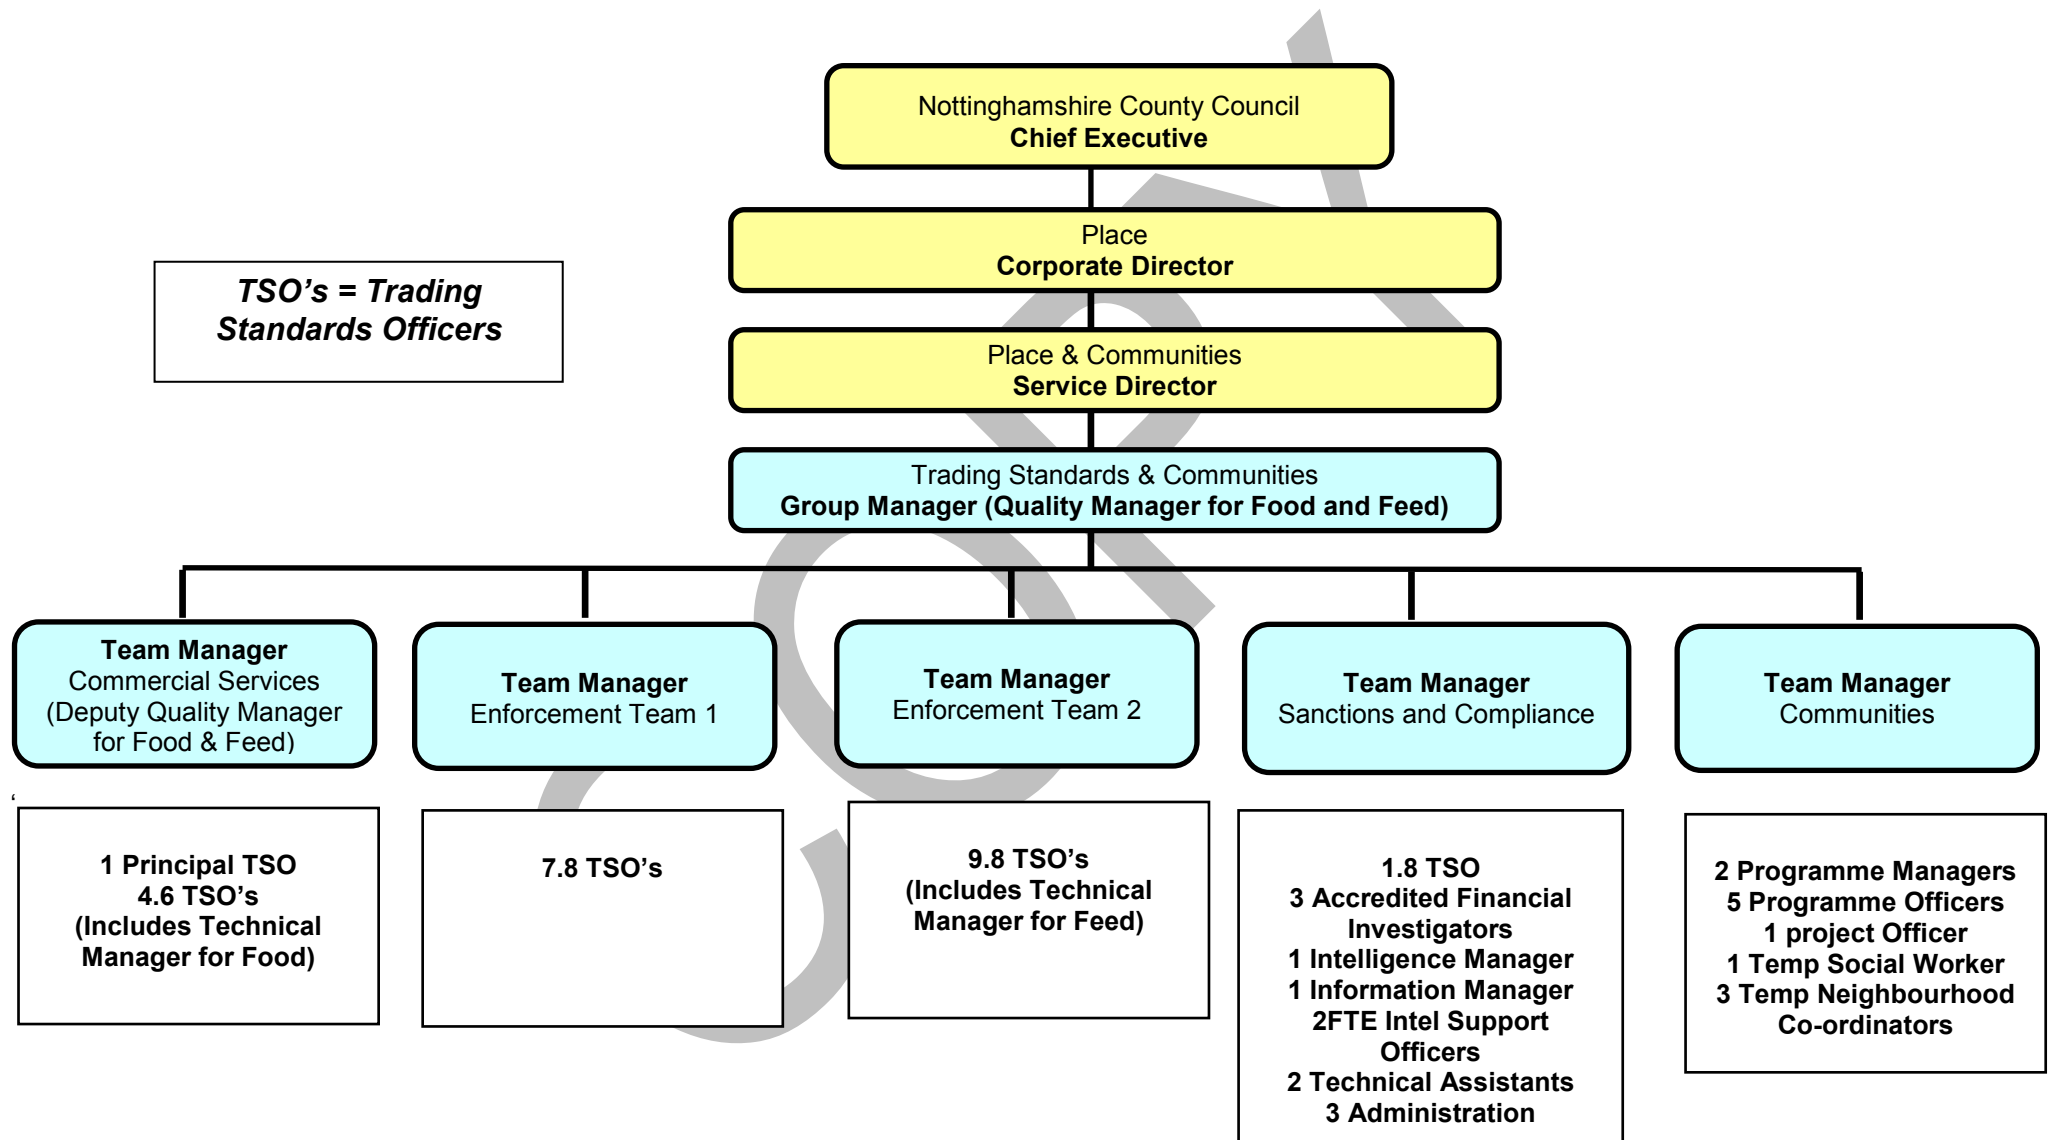 Nottinghamshire County Council
Chief Executive
Place
Corporate Director
TSO’s = Trading
Standards Officers
Place & Communities
Service Director
Trading Standards & Communities
Group Manager (Quality Manager for Food and Feed)
Team Manager
Commercial Services
(Deputy Quality Manager
for Food & Feed)
Team Manager
Enforcement Team 1
Team Manager
Enforcement Team 2
Team Manager
Sanctions and Compliance
Team Manager
Communities
‘
1 Principal TSO
4.6 TSO’s
(Includes Technical
Manager for Food)
7.8 TSO’s
9.8 TSO’s
(Includes Technical
Manager for Feed)
1.8 TSO
3 Accredited Financial
Investigators
1 Intelligence Manager
1 Information Manager
2FTE Intel Support
Officers
2 Technical Assistants
3 Administration
2 Programme Managers
5 Programme Officers
1 project Officer
1 Temp Social Worker
3 Temp Neighbourhood
Co-ordinators
COPY